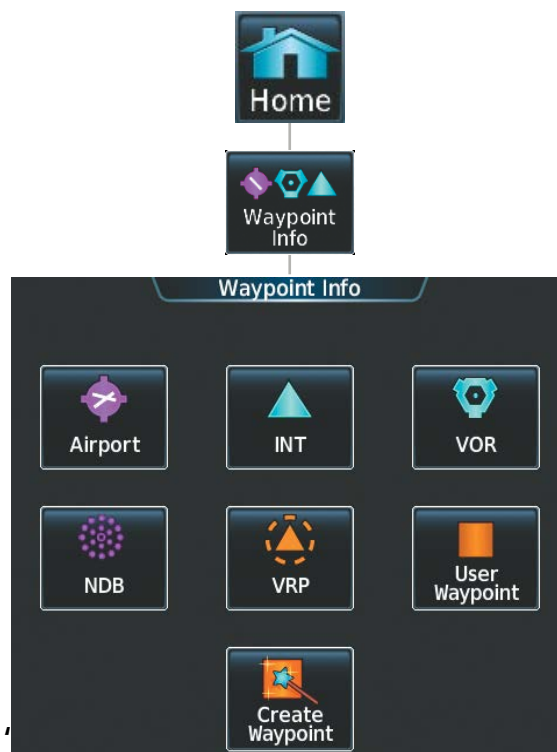 Home
Waypoint
Info
Waypoint Info
Airport
INT
VOR
NDB
VRP
User
Waypoint
Create
Waypoint